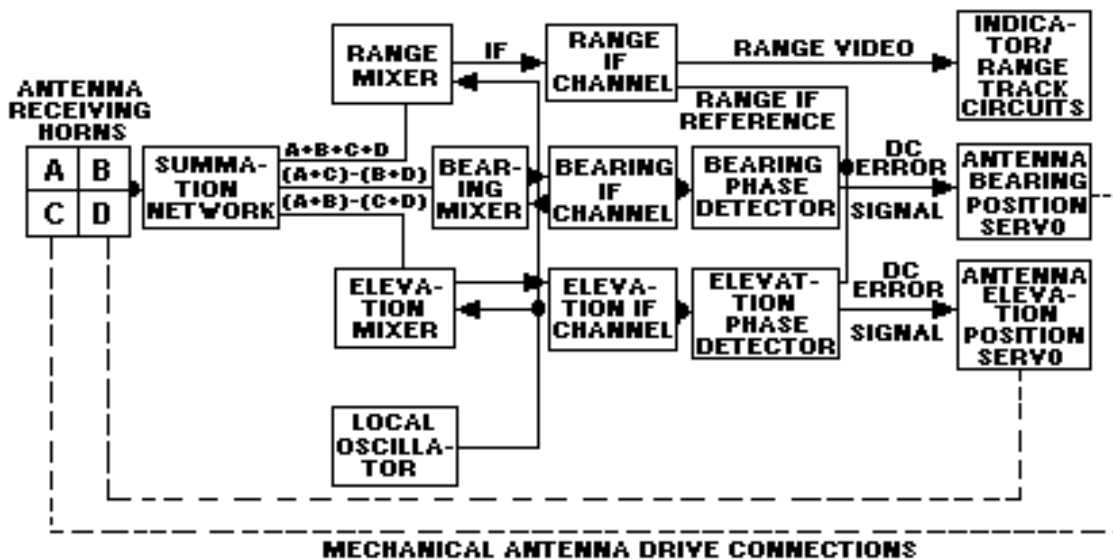 ANTENNA
RECEIVING
HORNS
A B
C D
SUMMA-
TION
NETWORK
A+B+C+D
(A+C)-(B+D)
(A+B)-(C+D)
RANGE
MIXER
IF
RANGE
IF
CHANNEL
RANGE VIDEO
RANGE IF
REFERENCE
INDICA-
TOR/
RANGE
TRACK
CIRCUITS
BEAR-
ING
MIXER
BEARING
IF
CHANNEL
BEARING
PHASE
DETECTOR
DC
ERROR
SIGNAL
ANTENNA
BEARING
POSITION
SERVO
ELEVA-
TION
MIXER
ELEVA-
TION IF
CHANNEL
ELEVAT-
TION
PHASE
DETECTOR
DC
ERROR
SIGNAL
ANTENNA
ELEVA-
TION
POSITION
SERVO
LOCAL
OSCILLA-
TOR
MECHANICAL ANTENNA DRIVE CONNECTIONS